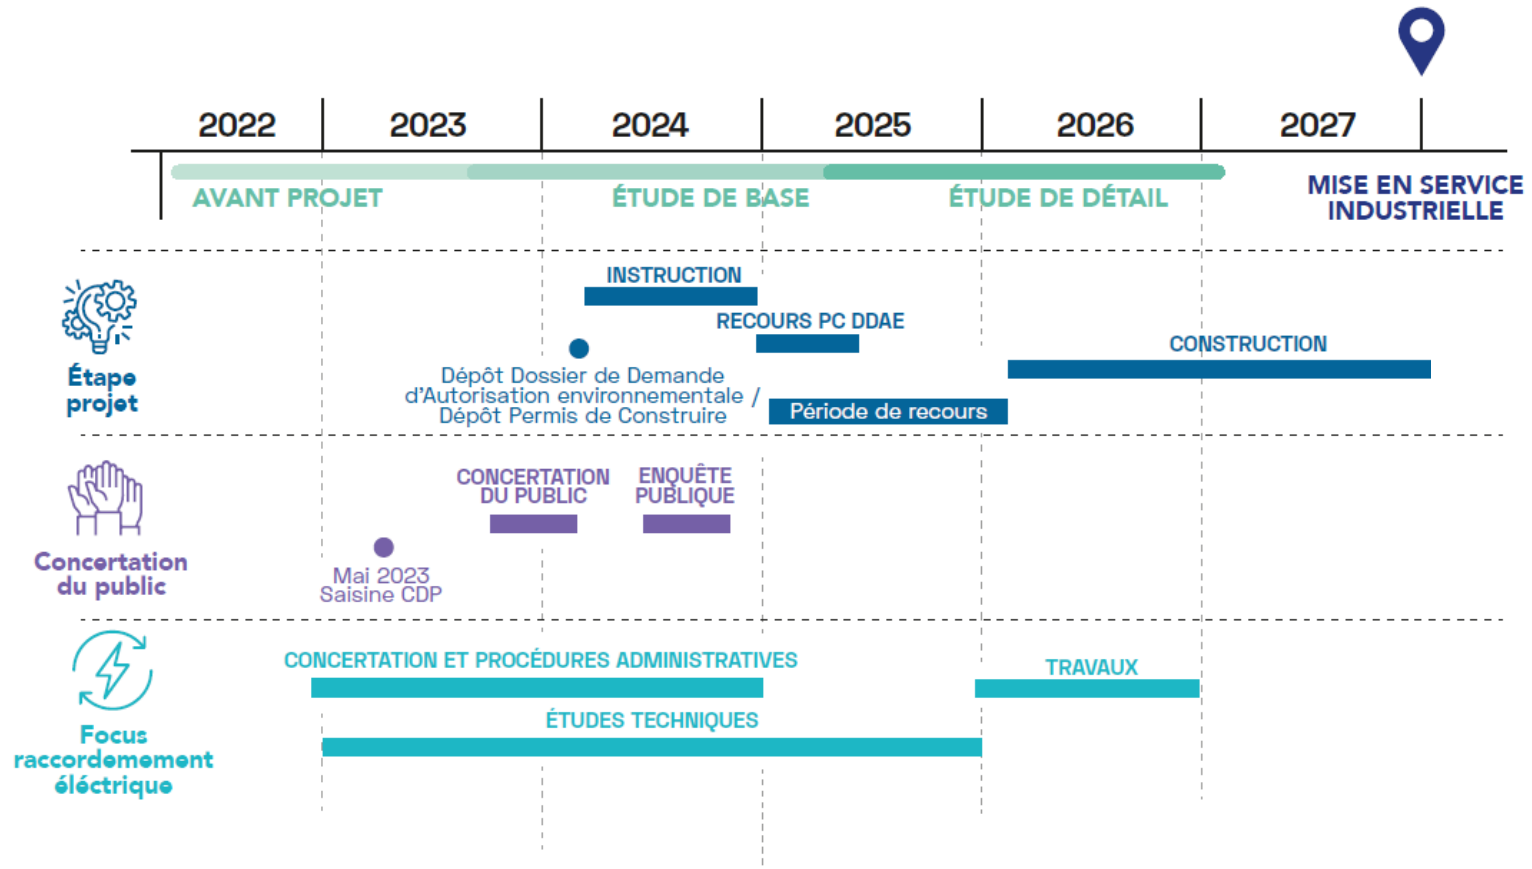 2022
2023
2024
2025
2026
2027
AVANT PROJET
ÉTUDE DE BASE
ÉTUDE DE DÉTAIL
MISE EN SERVICE
INDUSTRIELLE
Étape
projet
INSTRUCTION
RECOURS PC DDAE
CONSTRUCTION
Dépôt Dossier de Demande
d'Autorisation environnementale /
Dépôt Permis de Construire
Période de recours
Concertation
du public
CONCERTATION
DU PUBLIC
ENQUÊTE
PUBLIQUE
Mai 2023
Saisine CDP
Focus
raccordemement
éléctrique
CONCERTATION ET PROCÉDURES ADMINISTRATIVES
TRAVAUX
ÉTUDES TECHNIQUES